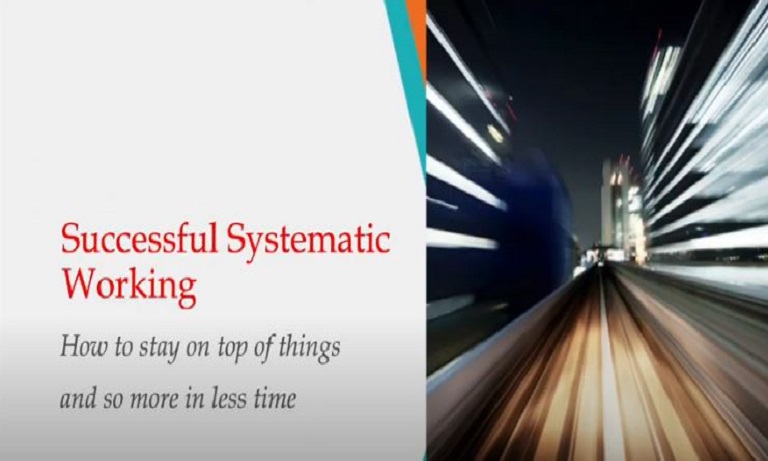 Successful Systematic
Working
How to stay on top of things
and so more in less time